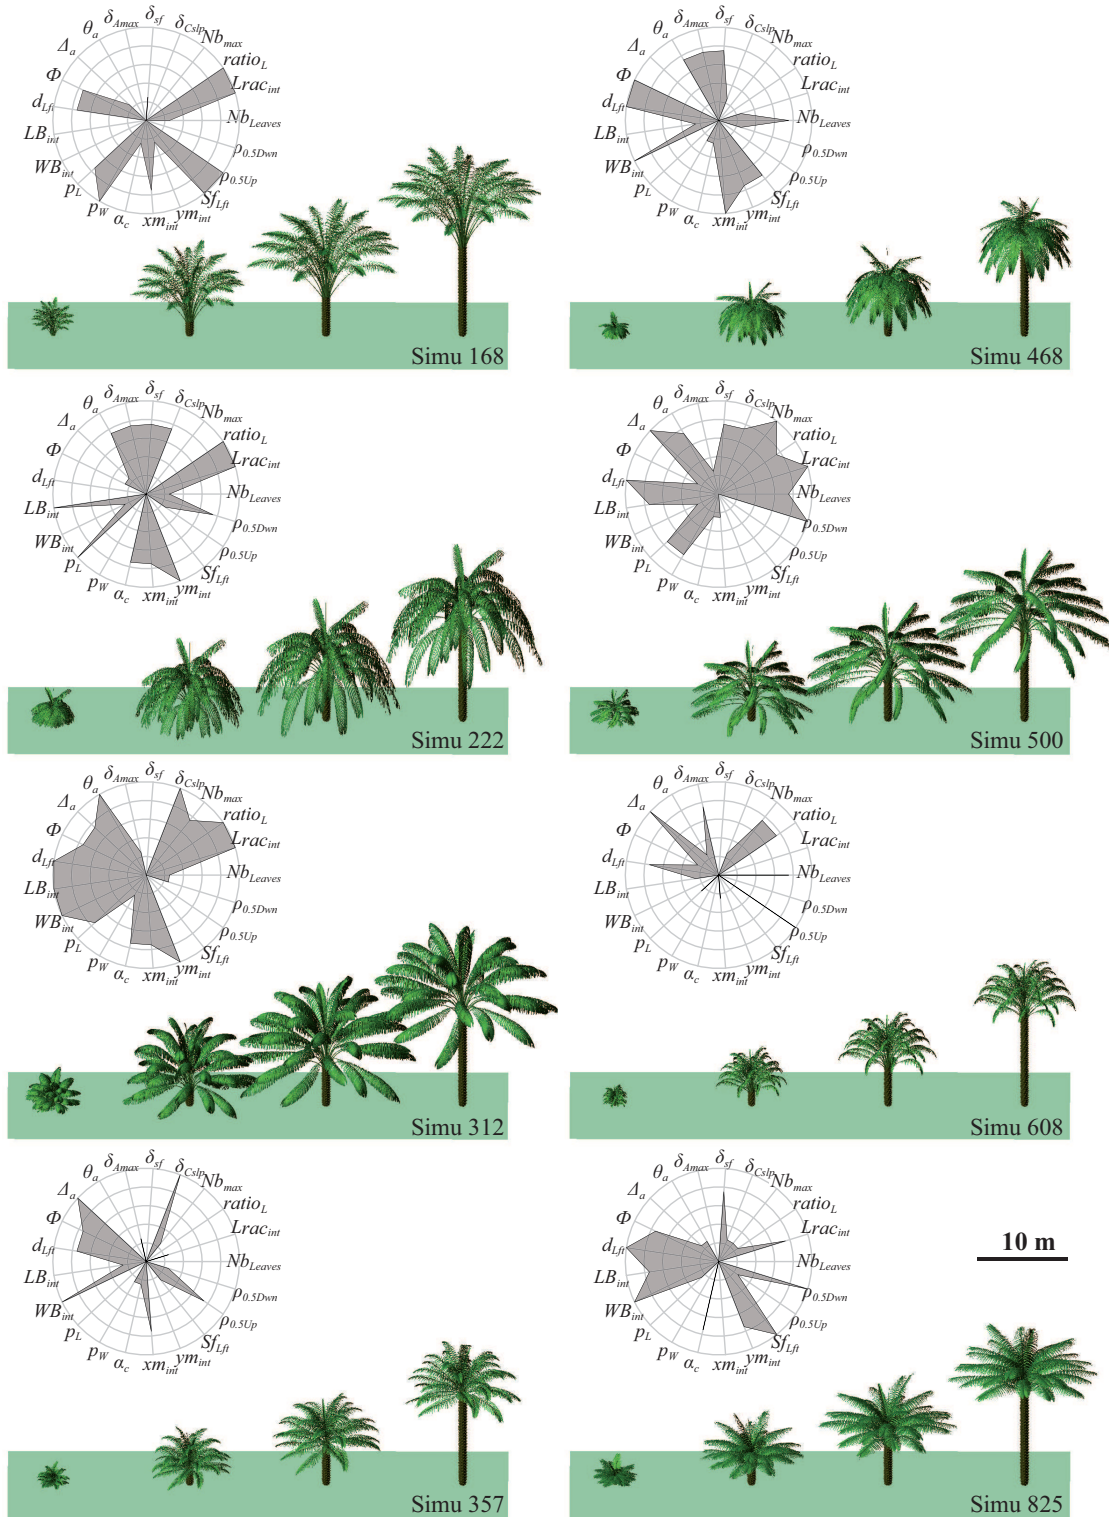 δsf
δCslp
Nbmax
ratioL
Lracint
NbLeaves
ρ0.5Dwn
ρ0.5Up
SfLft
ymint
xmint
αc
pW
pL
WBint
LBint
dLft
Φ
Δa
θa
δAmax
Simu 168
δsf
δCslp
Nbmax
ratioL
Lracint
NbLeaves
ρ0.5Dwn
ρ0.5Up
SfLft
ymint
xmint
αc
pW
pL
WBint
LBint
dLft
Φ
Δa
θa
δAmax
Simu 468
δsf
δCslp
Nbmax
ratioL
Lracint
NbLeaves
ρ0.5Dwn
ρ0.5Up
SfLft
ymint
xmint
αc
pW
pL
WBint
LBint
dLft
Φ
Δa
θa
δAmax
Simu 222
δsf
δCslp
Nbmax
ratioL
Lracint
NbLeaves
ρ0.5Dwn
ρ0.5Up
SfLft
ymint
xmint
αc
pW
pL
WBint
LBint
dLft
Φ
Δa
θa
δAmax
Simu 500
δsf
δCslp
Nbmax
ratioL
Lracint
NbLeaves
ρ0.5Dwn
ρ0.5Up
SfLft
ymint
xmint
αc
pW
pL
WBint
LBint
dLft
Φ
Δa
θa
δAmax
Simu 312
δsf
δCslp
Nbmax
ratioL
Lracint
NbLeaves
ρ0.5Dwn
ρ0.5Up
SfLft
ymint
xmint
αc
pW
pL
WBint
LBint
dLft
Φ
Δa
θa
δAmax
Simu 608
δsf
δCslp
Nbmax
ratioL
Lracint
NbLeaves
ρ0.5Dwn
ρ0.5Up
SfLft
ymint
xmint
αc
pW
pL
WBint
LBint
dLft
Φ
Δa
θa
δAmax
Simu 357
δsf
δCslp
Nbmax
ratioL
Lracint
NbLeaves
ρ0.5Dwn
ρ0.5Up
SfLft
ymint
xmint
αc
pW
pL
WBint
LBint
dLft
Φ
Δa
θa
δAmax
10 m
Simu 825